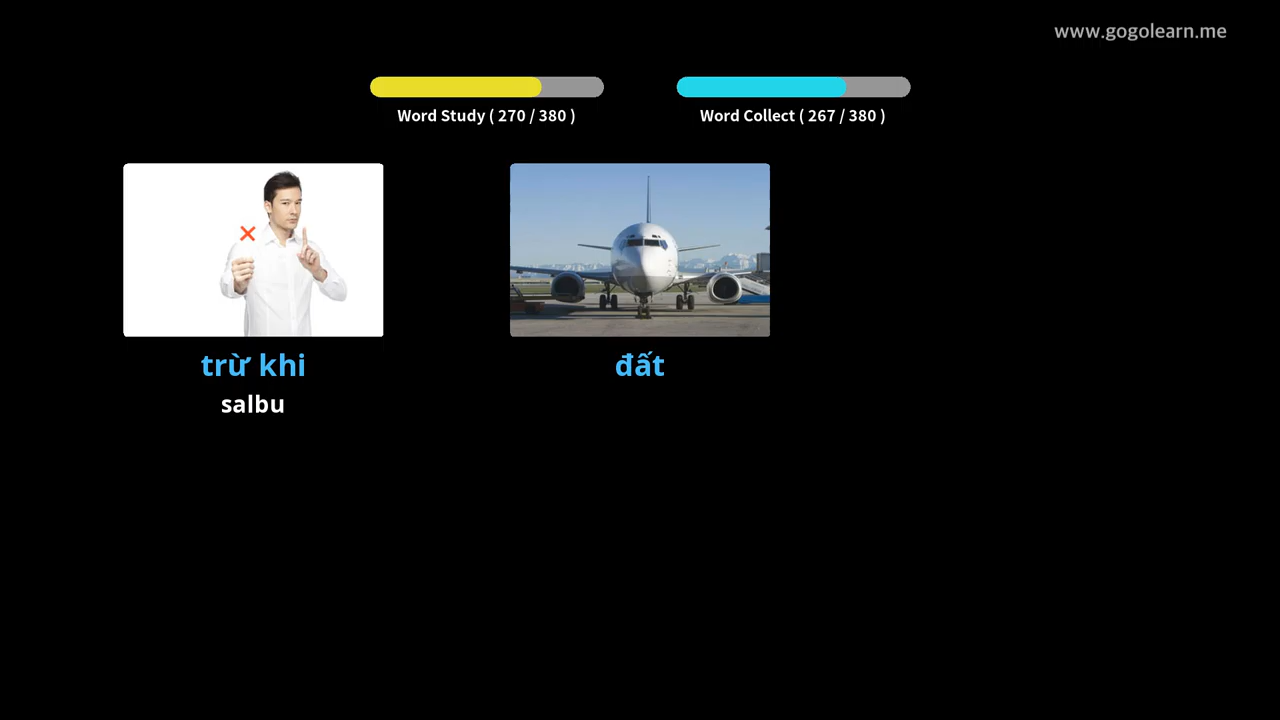 www.gogolearn.me
Word Study ( 270 / 380 )
Word Collect ( 267 / 380 )
trừ khi
salbu
đất